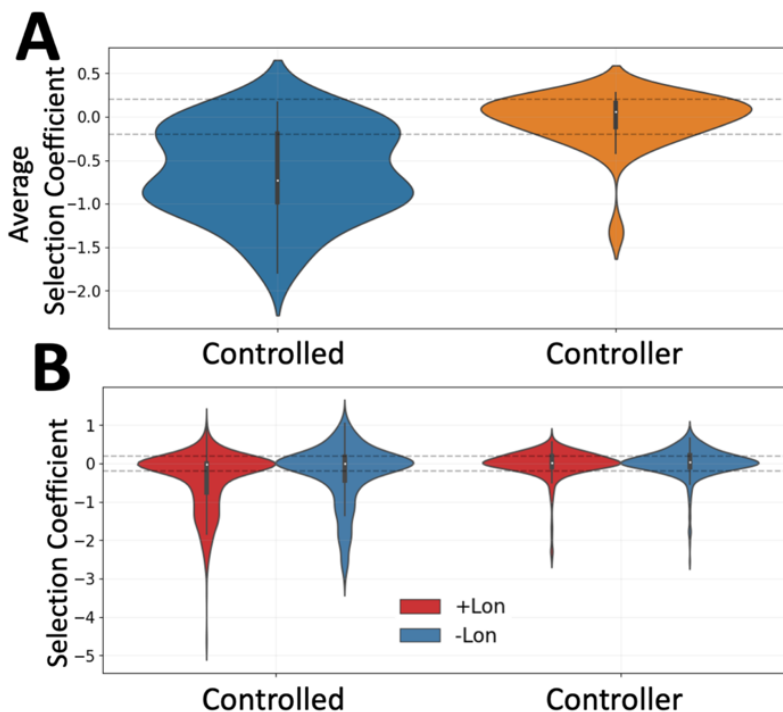 A
Average
Selection Coefficient
0.5
0.0
−0.5
−1.0
−1.5
−2.0
Controlled Controller
B
Selection Coefficient
1
0
−1
−2
−3
−4
−5
+Lon
-Lon
Controlled Controller